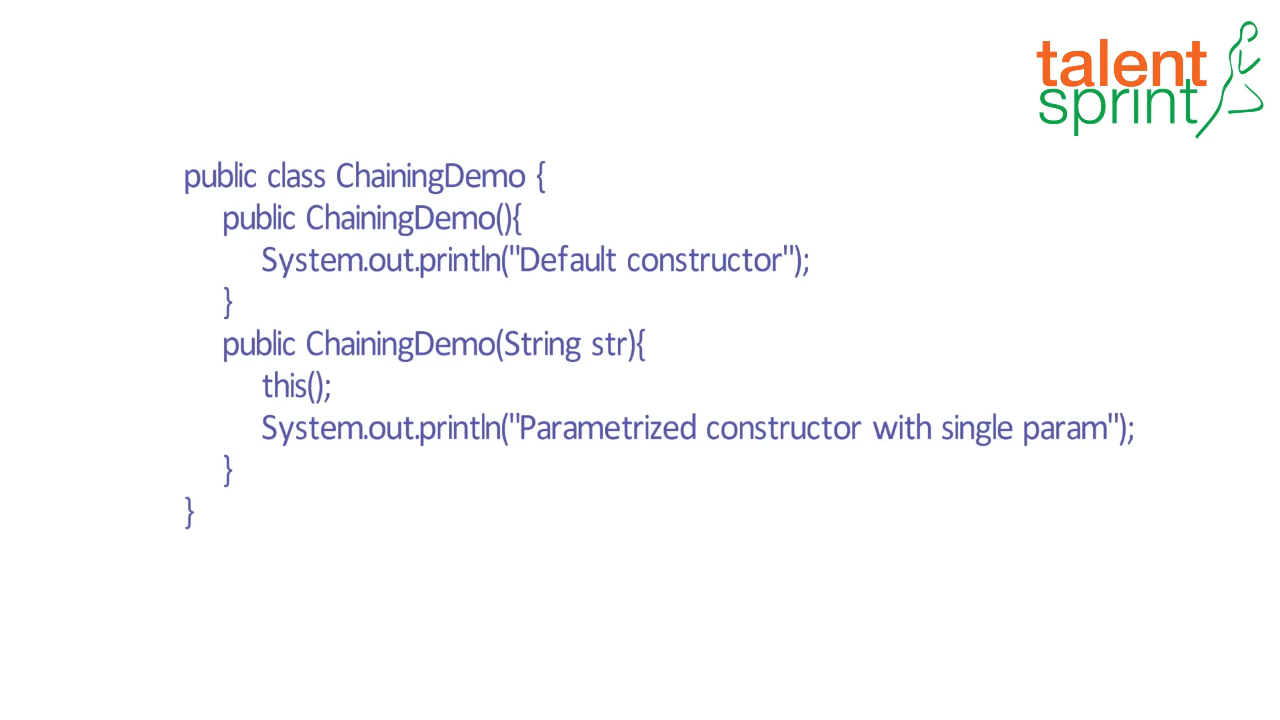 talent
sprint
public class ChainingDemo {
public ChainingDemo(){
System.out.println("Default constructor");
}
public ChainingDemo(String str){
this();
System.out.println("Parametrized constructor with single param");
}
}